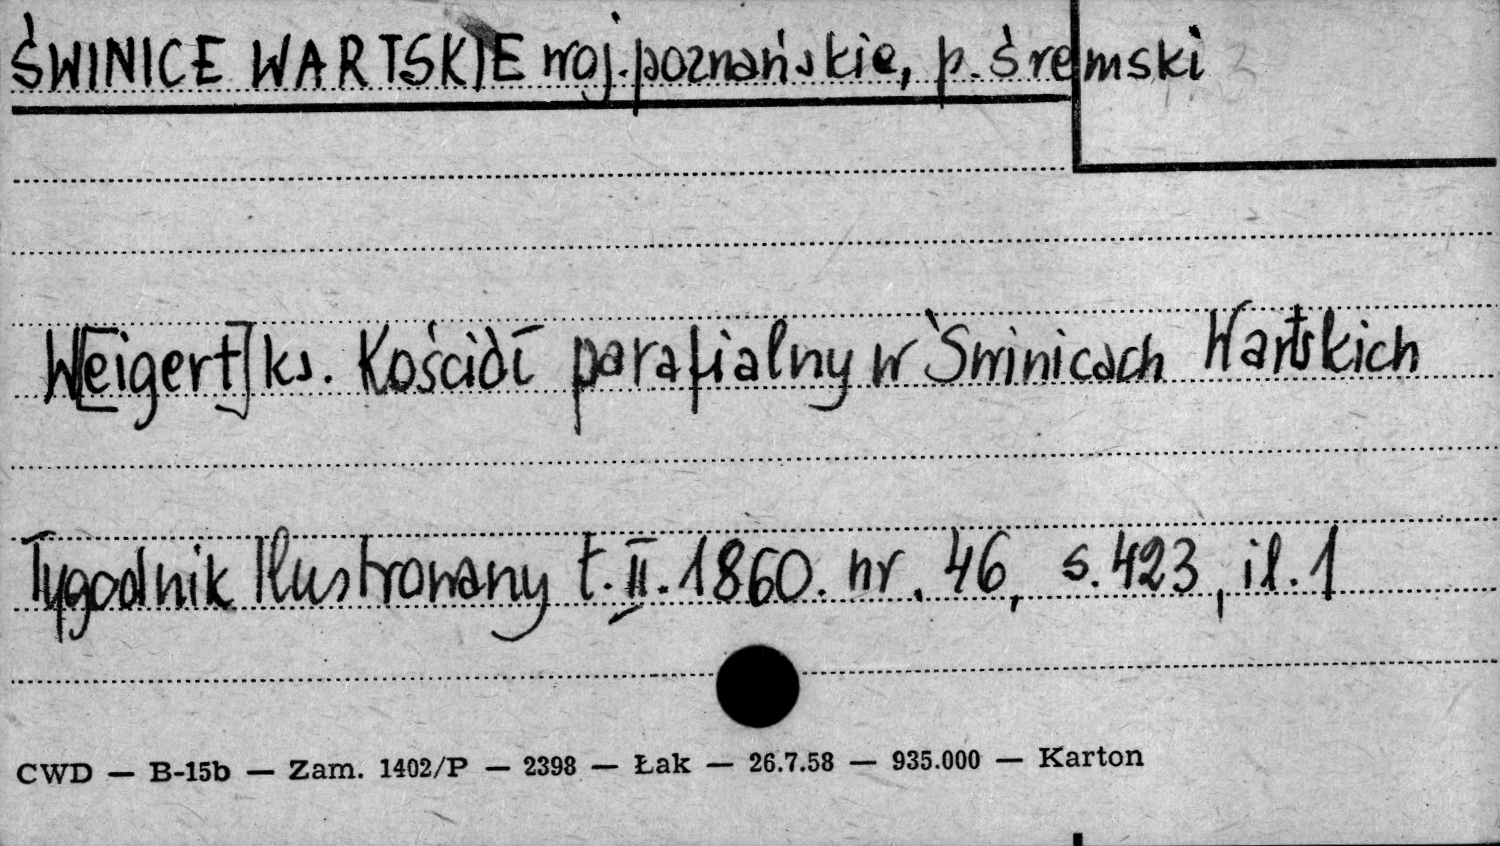 ŚWINICE WARTSKIE woj. poznańskie, p. śremski
W[eigert] ks. Kościół parafialny w Świnicach Wartskich
Tygodnik Ilustrowany t. II. 1860. nr. 46, s. 423, il. 1
CWD — B-15b — Zam. 1402/P — 2398 — Łak — 26.7.58 — 935.000 — Karton